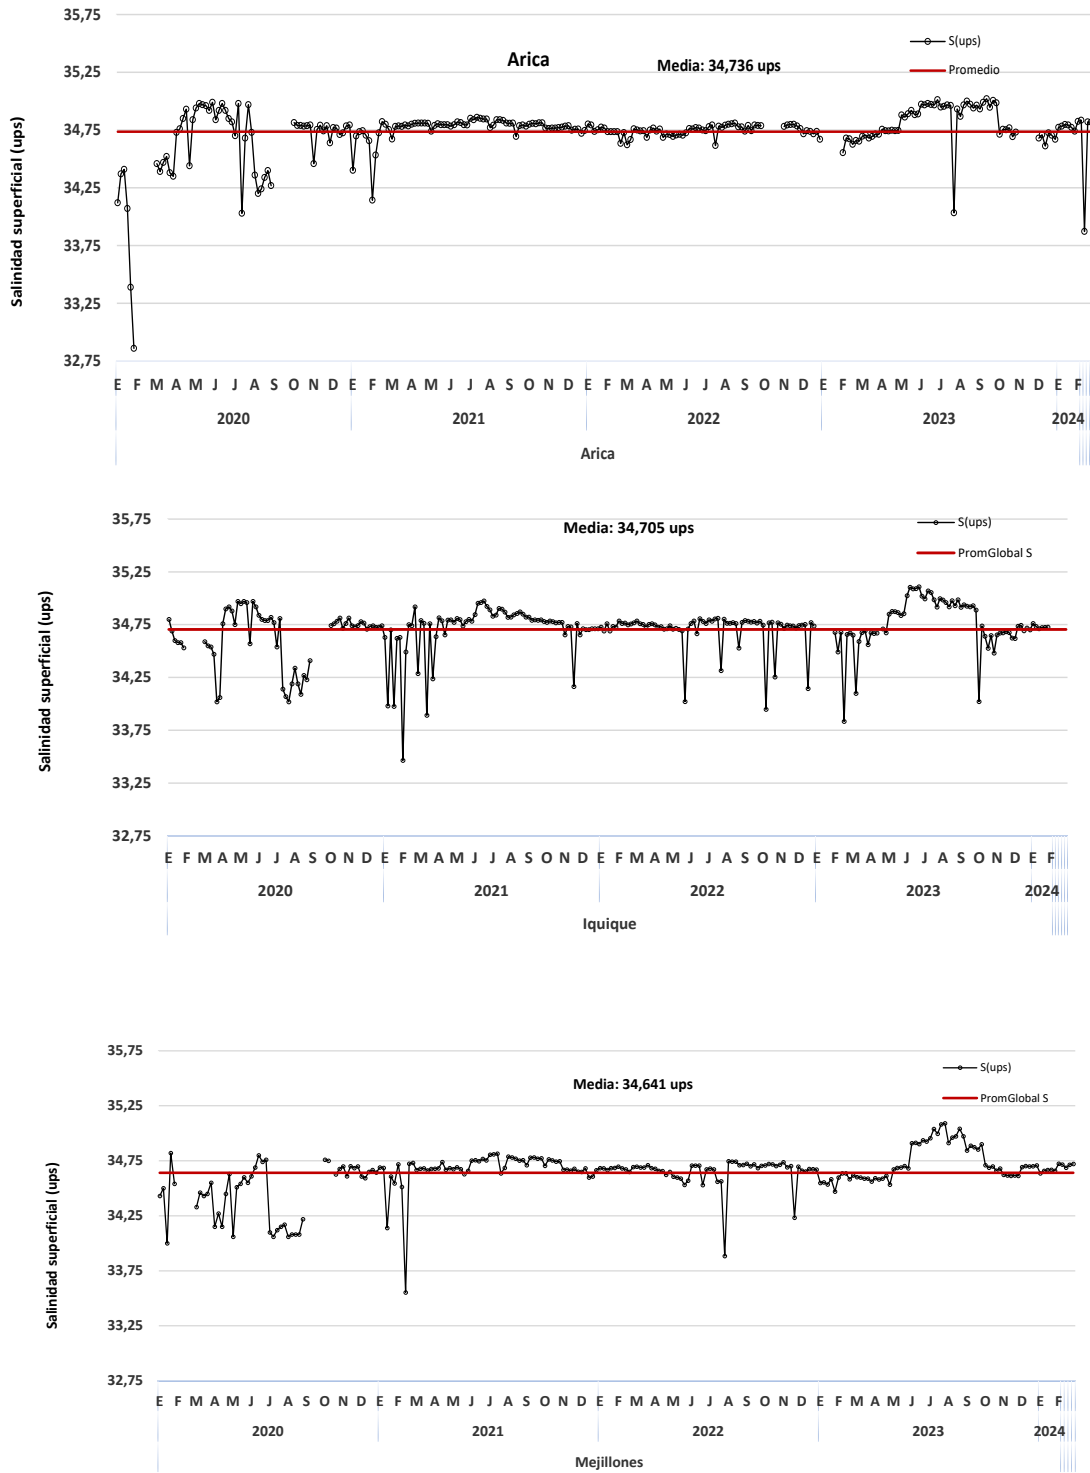 35,75
Arica
Media: 34,736 ups
S(ups)
Promedio
35,25
34,75
34,25
33,75
33,25
32,75
Salinidad superficial (ups)
E F M A M J J A S O N D E F M A M J J A S O N D E F M A M J J A S O N D E F M A M J J A S O N D E F
2020 2021 2022 2023 2024
Arica
35,75
Media: 34,705 ups
S(ups)
PromGlobal S
35,25
34,75
34,25
33,75
33,25
32,75
Salinidad superficial (ups)
E F M A M J J A S O N D E F M A M J J A S O N D E F M A M J J A S O N D E F M A M J J A S O N D E F
2020 2021 2022 2023 2024
Iquique
35,75
Media: 34,641 ups
S(ups)
PromGlobal S
35,25
34,75
34,25
33,75
33,25
32,75
Salinidad superficial (ups)
E F M A M J J A S O N D E F M A M J J A S O N D E F M A M J J A S O N D E F M A M J J A S O N D E F
2020 2021 2022 2023 2024
Mejillones